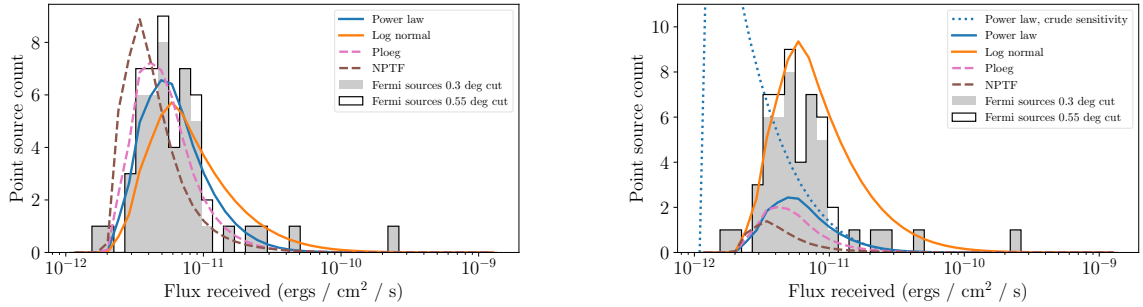 Power law
Log normal
Ploeg
NPTF
Fermi sources 0.3 deg cut
Fermi sources 0.55 deg cut
Point source count
8
6
4
2
0
10⁻¹²
10⁻¹¹
10⁻¹⁰
10⁻⁹
Flux received (ergs / cm² / s)
Power law, crude sensitivity
Power law
Log normal
Ploeg
NPTF
Fermi sources 0.3 deg cut
Fermi sources 0.55 deg cut
Point source count
10
8
6
4
2
0
10⁻¹²
10⁻¹¹
10⁻¹⁰
10⁻⁹
Flux received (ergs / cm² / s)